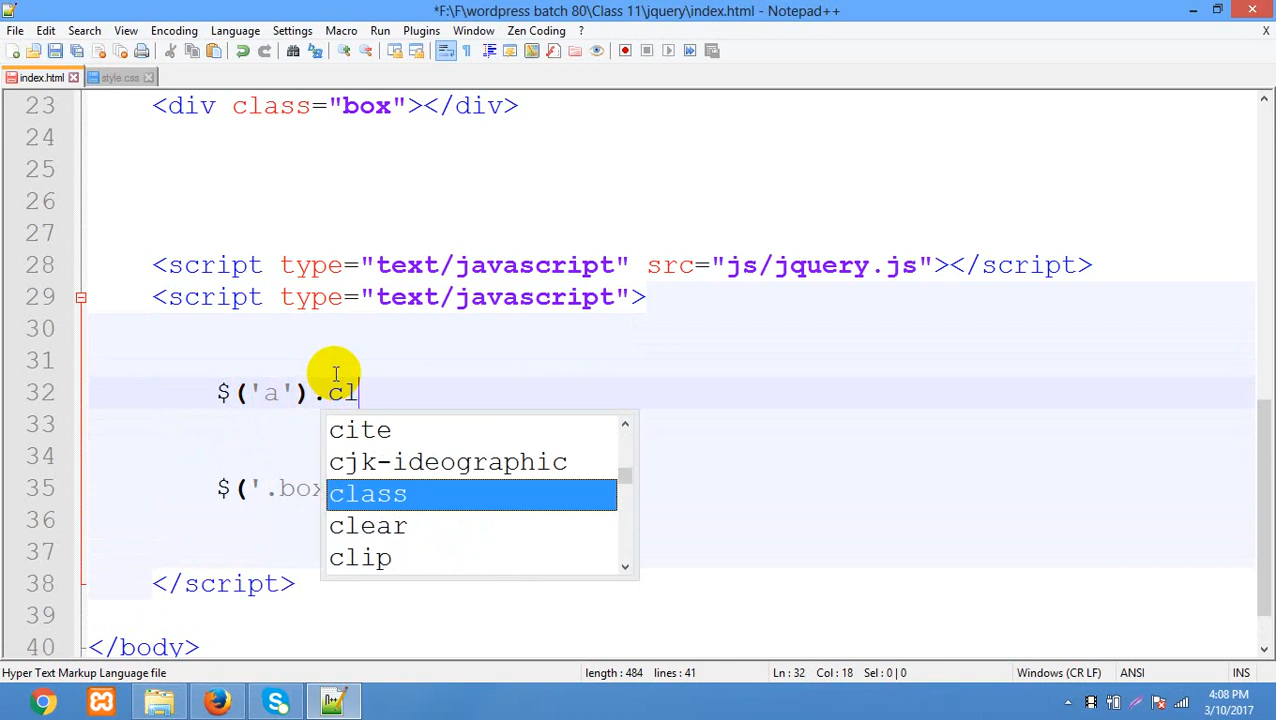 *F:\F\wordpress batch 80\Class 11\jquery\index.html - Notepad++
File Edit Search View Encoding Language Settings Macro Run Plugins Window Zen Coding ? X
index.html style.css
23 <div class="box"></div>
24
25
26
27
28 <script type="text/javascript" src="js/jquery.js"></script>
29 <script type="text/javascript">
30
31
32 $('a').cl
33 cite
34 cjk-ideographic
35 $('.box class
36 clear
37 clip
38 </script>
39
40 </body>
Hyper Text Markup Language file length : 484 lines : 41 Ln : 32 Col : 18 Sel : 0 | 0 Windows (CR LF) ANSI INS
4:08 PM
3/10/2017